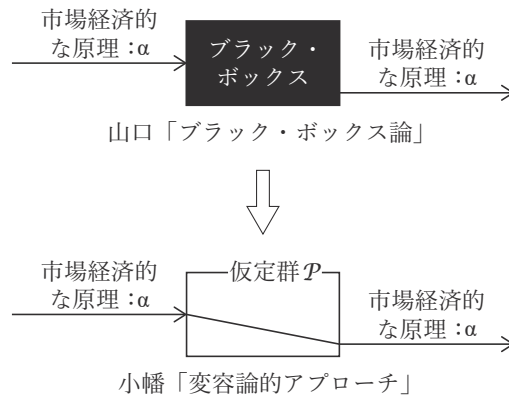 市場経済的
な原理：α
ブラック・
ボックス
市場経済的
な原理：α
山口「ブラック・ボックス論」
市場経済的
な原理：α
仮定群𝒫
市場経済的
な原理：α
小幡「変容論的アプローチ」